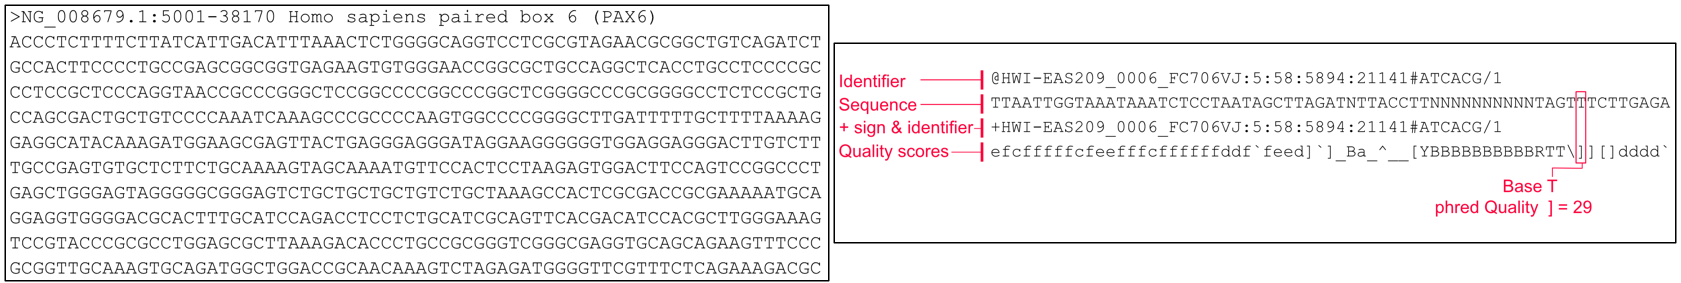 >NG_008679.1:5001-38170 Homo sapiens paired box 6 (PAX6)
ACCCTCTTTTCTTATCATTGACATTTAAACTCTGGGGCAGGTCCTCGCGTAGAACGCGGCTGTCAGATCT
GCCACTTCCCCTGCCGAGCGGCGGTGAGAAGTGTGGGAACCGGCGCTGCCAGGCTCACCTGCCTCCCCGC
CCTCCGCTCCCAGGTAACCGCCCGGGCTCCGGCCCCGGCCCGGCTCGGGGCCCGCGGGGCCTCTCCGCTG
CCAGCGACTGCTGTCCCCAAATCAAAGCCCGCCCCAAGTGGCCCCGGGGCTTGATTTTTGCTTTTAAAAG
GAGGCATACAAAGATGGAAGCGAGTTACTGAGGGAGGGATAGGAAGGGGGGTGGAGGAGGGACTTGTCTT
TGCCGAGTGTGCTCTTCTGCAAAAGTAGCAAAATGTTCCACTCCTAAGAGTGGACTTCCAGTCCGGCCCT
GAGCTGGGAGTAGGGGGCGGGAGTCTGCTGCTGCTGTCTGCTAAAGCCACTCGCGACCGCGAAAAATGCA
GGAGGTGGGGACGCACTTTGCATCCAGACCTCCTCTGCATCGCAGTTCACGACATCCACGCTTGGGAAAG
TCCGTACCCGCGCCTGGAGCGCTTAAAGACACCCTGCCGCGGGTCGGGCGAGGTGCAGCAGAAGTTTCCC
GCGGTTGCAAAGTGCAGATGGCTGGACCGCAACAAAGTCTAGAGATGGGGTTCGTTTCTCAGAAAGACGC
Identifier @HWI-EAS209_0006_FC706VJ:5:58:5894:21141#ATCACG/1
Sequence TTAATTGGTAAATAAATCTCCTAATAGCTTAGATNTTACCTTNNNNNNNNNNTAGTTTCTTGAGA
+ sign & identifier +HWI-EAS209_0006_FC706VJ:5:58:5894:21141#ATCACG/1
Quality scores efcfffffcfeefffcffffffddf`feed]`]_Ba_^__[YBBBBBBBBBBRTT\]][]dddd`
Base T
phred Quality ] = 29